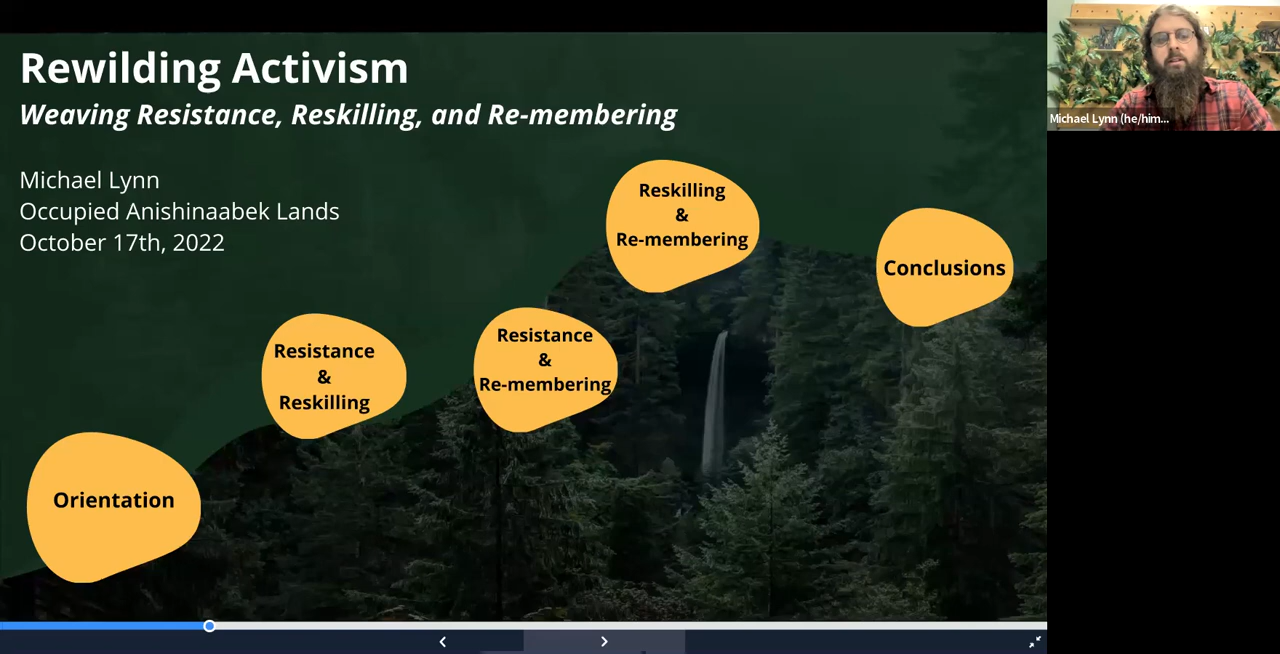 Rewilding Activism
Weaving Resistance, Reskilling, and Re-membering
Michael Lynn
Occupied Anishinaabek Lands
October 17th, 2022
Orientation
Resistance
&
Reskilling
Resistance
&
Re-membering
Reskilling
&
Re-membering
Conclusions
Michael Lynn (he/him...